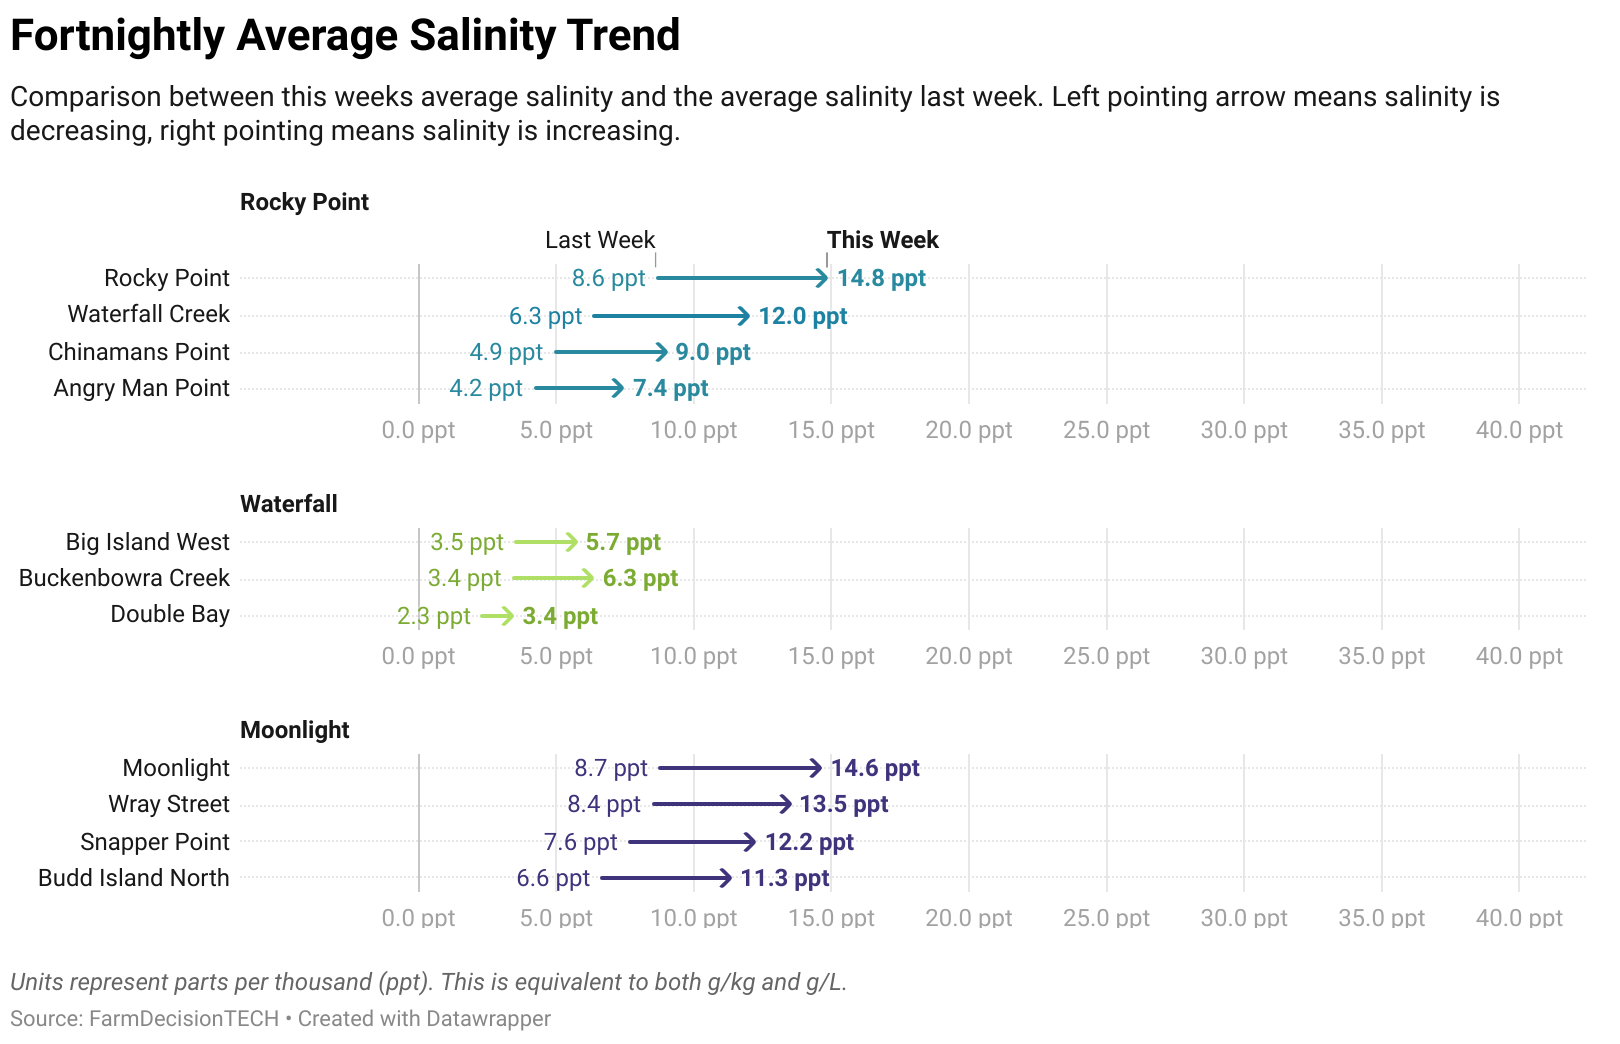 Fortnightly Average Salinity Trend
Comparison between this weeks average salinity and the average salinity last week. Left pointing arrow means salinity is
decreasing, right pointing means salinity is increasing.
Rocky Point
Last Week This Week
Rocky Point 8.6 ppt 14.8 ppt
Waterfall Creek 6.3 ppt 12.0 ppt
Chinamans Point 4.9 ppt 9.0 ppt
Angry Man Point 4.2 ppt 7.4 ppt
0.0 ppt 5.0 ppt 10.0 ppt 15.0 ppt 20.0 ppt 25.0 ppt 30.0 ppt 35.0 ppt 40.0 ppt
Waterfall
Big Island West 3.5 ppt 5.7 ppt
Buckenbowra Creek 3.4 ppt 6.3 ppt
Double Bay 2.3 ppt 3.4 ppt
0.0 ppt 5.0 ppt 10.0 ppt 15.0 ppt 20.0 ppt 25.0 ppt 30.0 ppt 35.0 ppt 40.0 ppt
Moonlight
Moonlight 8.7 ppt 14.6 ppt
Wray Street 8.4 ppt 13.5 ppt
Snapper Point 7.6 ppt 12.2 ppt
Budd Island North 6.6 ppt 11.3 ppt
0.0 ppt 5.0 ppt 10.0 ppt 15.0 ppt 20.0 ppt 25.0 ppt 30.0 ppt 35.0 ppt 40.0 ppt
Units represent parts per thousand (ppt). This is equivalent to both g/kg and g/L.
Source: FarmDecisionTECH • Created with Datawrapper